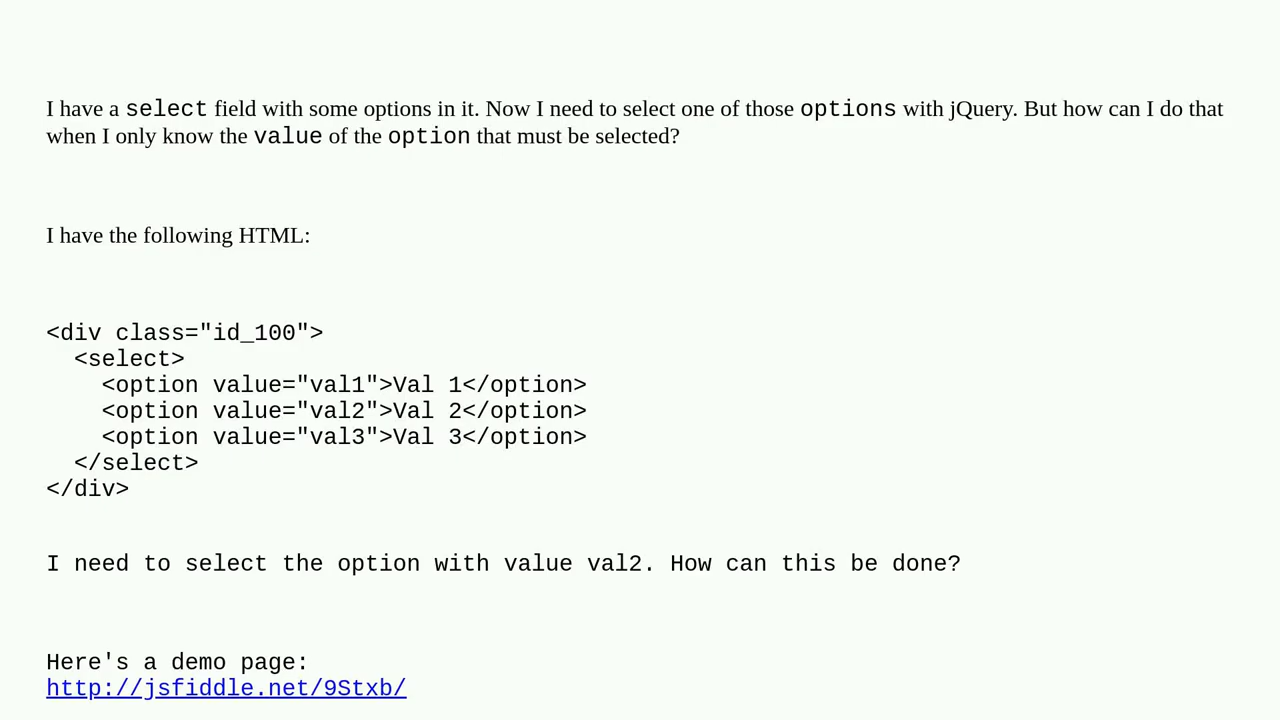 I have a select field with some options in it. Now I need to select one of those options with jQuery. But how can I do that
when I only know the value of the option that must be selected?
I have the following HTML:
<div class="id_100">
  <select>
    <option value="val1">Val 1</option>
    <option value="val2">Val 2</option>
    <option value="val3">Val 3</option>
  </select>
</div>
I need to select the option with value val2. How can this be done?
Here's a demo page:
http://jsfiddle.net/9Stxb/